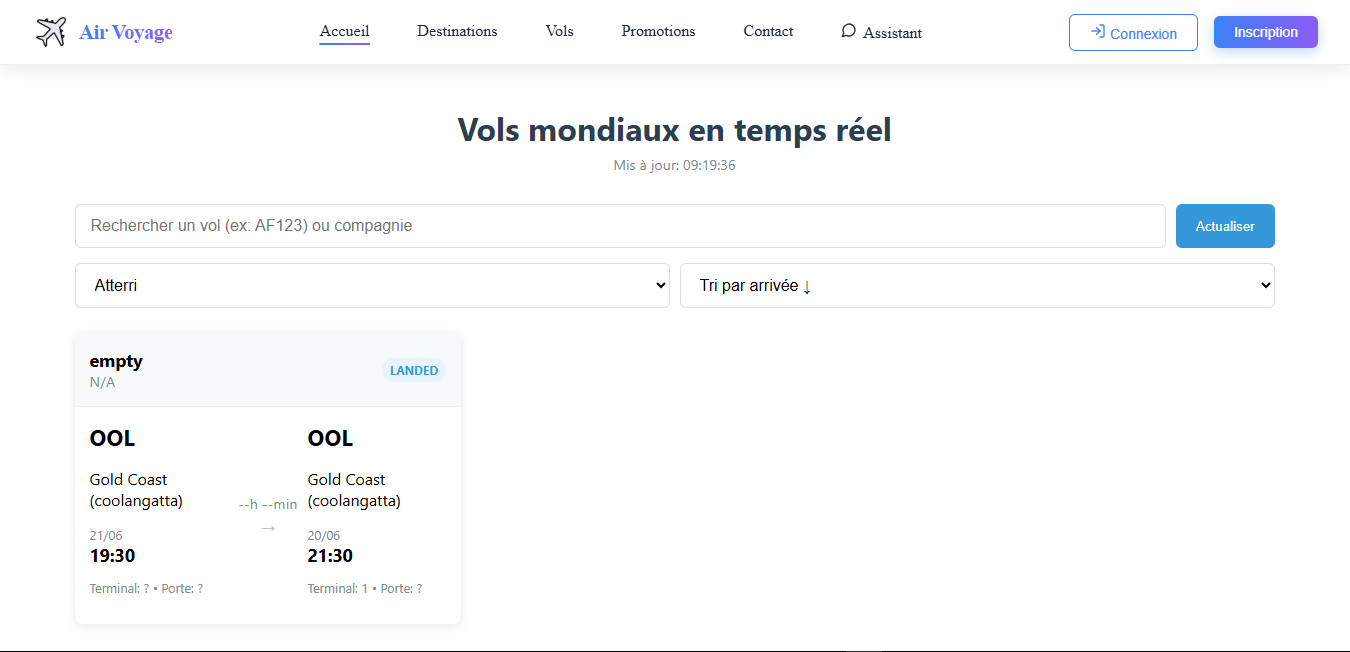 Air Voyage
Accueil
Destinations
Vols
Promotions
Contact
Assistant
Connexion
Inscription
Vols mondiaux en temps réel
Mis à jour: 09:19:36
Rechercher un vol (ex: AF123) ou compagnie
Actualiser
Atterri
Tri par arrivée ↓
empty
N/A
LANDED
OOL
Gold Coast
(coolangatta)
21/06
19:30
Terminal: ? • Porte: ?
--h --min
→
OOL
Gold Coast
(coolangatta)
20/06
21:30
Terminal: 1 • Porte: ?